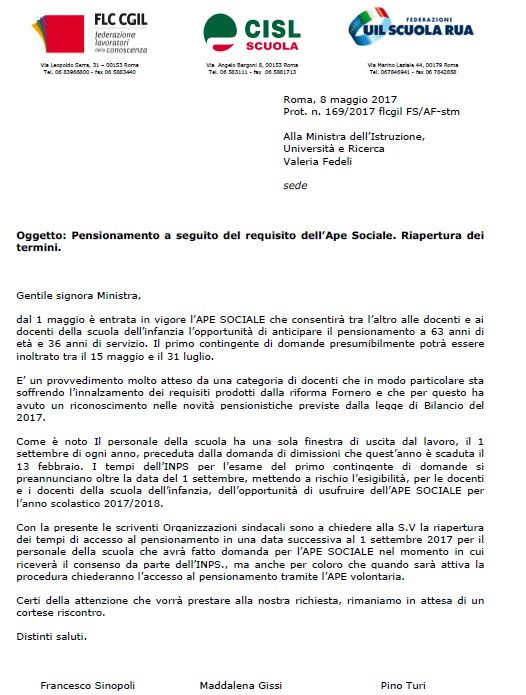 FLC CGIL
federazione
lavoratori
della conoscenza
CISL
SCUOLA
FEDERAZIONE
UIL SCUOLA RUA
Via Leopoldo Serra, 31 – 00153 Roma
Tel. 06 83966800 - fax 06 5883440
Via Angelo Bargoni 8, 00153 Roma
Tel. 06 583111 - fax 06 5881713
Via Marino Laziale 44, 00179 Roma
Tel. 067846941 - fax 06 7842858
Roma, 8 maggio 2017
Prot. n. 169/2017 flcgil FS/AF-stm
Alla Ministra dell'Istruzione,
Università e Ricerca
Valeria Fedeli
sede
Oggetto: Pensionamento a seguito del requisito dell'Ape Sociale. Riapertura dei
termini.
Gentile signora Ministra,
dal 1 maggio è entrata in vigore l'APE SOCIALE che consentirà tra l'altro alle docenti e ai
docenti della scuola dell'infanzia l'opportunità di anticipare il pensionamento a 63 anni di
età e 36 anni di servizio. Il primo contingente di domande presumibilmente potrà essere
inoltrato tra il 15 maggio e il 31 luglio.
E' un provvedimento molto atteso da una categoria di docenti che in modo particolare sta
soffrendo l'innalzamento dei requisiti prodotti dalla riforma Fornero e che per questo ha
avuto un riconoscimento nelle novità pensionistiche previste dalla legge di Bilancio del
2017.
Come è noto Il personale della scuola ha una sola finestra di uscita dal lavoro, il 1
settembre di ogni anno, preceduta dalla domanda di dimissioni che quest'anno è scaduta il
13 febbraio. I tempi dell'INPS per l'esame del primo contingente di domande si
preannunciano oltre la data del 1 settembre, mettendo a rischio l'esigibilità, per le docenti
e i docenti della scuola dell'infanzia, dell'opportunità di usufruire dell'APE SOCIALE per
l'anno scolastico 2017/2018.
Con la presente le scriventi Organizzazioni sindacali sono a chiedere alla S.V la riapertura
dei tempi di accesso al pensionamento in una data successiva al 1 settembre 2017 per il
personale della scuola che avrà fatto domanda per l'APE SOCIALE nel momento in cui
riceverà il consenso da parte dell'INPS., ma anche per coloro che quando sarà attiva la
procedura chiederanno l'accesso al pensionamento tramite l'APE volontaria.
Certi della attenzione che vorrà prestare alla nostra richiesta, rimaniamo in attesa di un
cortese riscontro.
Distinti saluti.
Francesco Sinopoli
Maddalena Gissi
Pino Turi